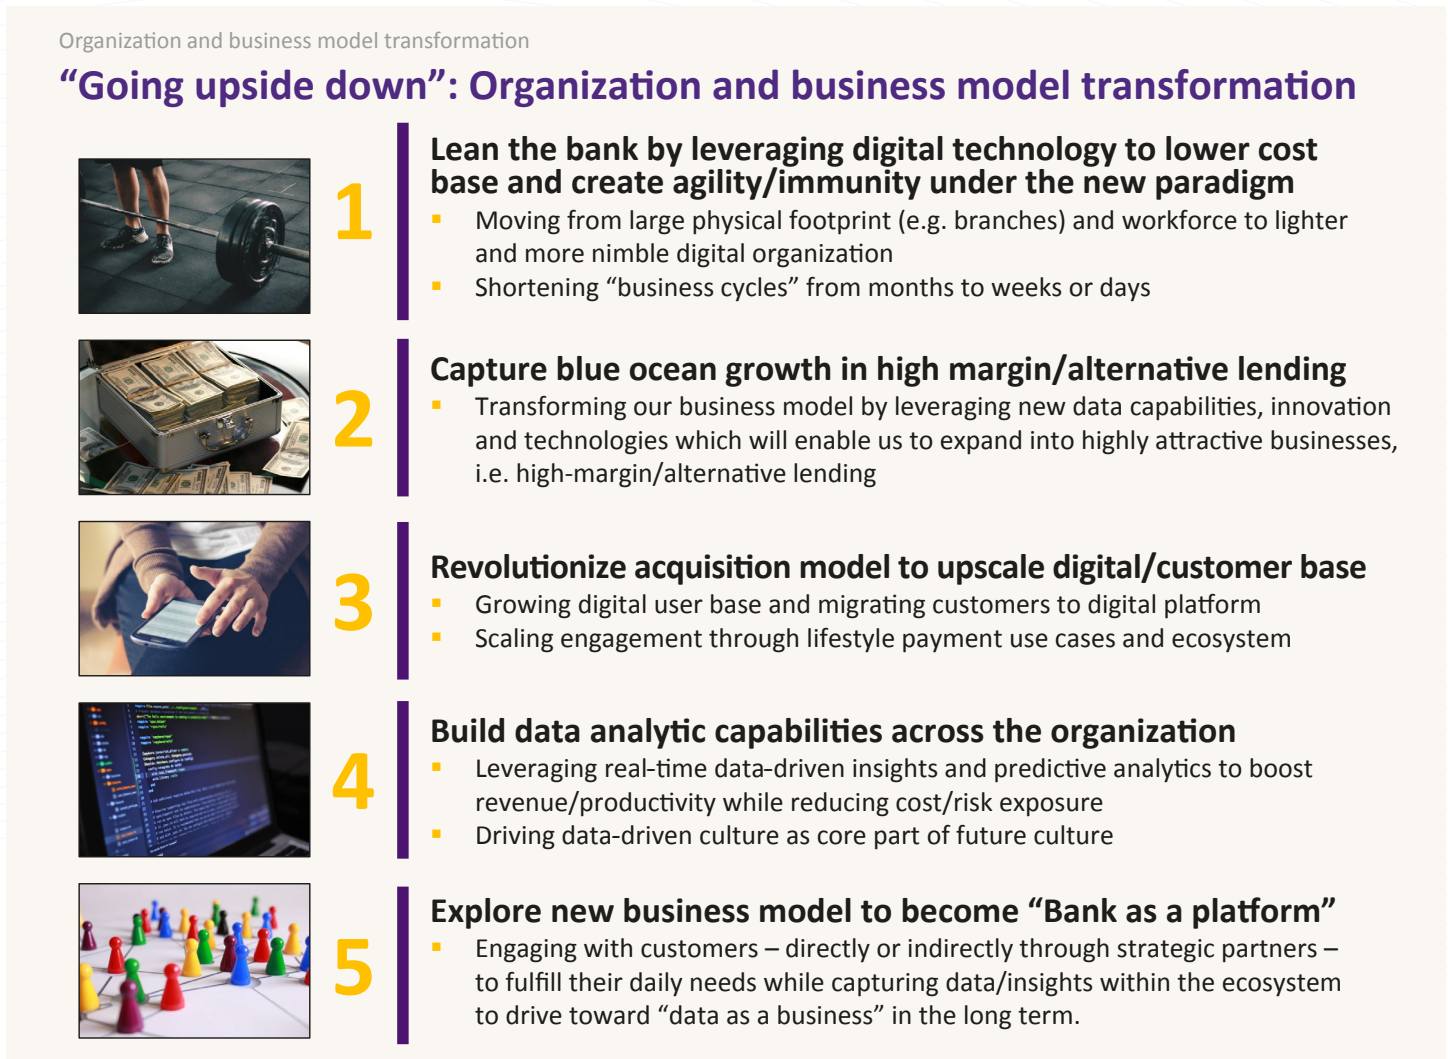 Organization and business model transformation
“Going upside down”: Organization and business model transformation
1
Lean the bank by leveraging digital technology to lower cost
base and create agility/immunity under the new paradigm
▪ Moving from large physical footprint (e.g. branches) and workforce to lighter
and more nimble digital organization
▪ Shortening “business cycles” from months to weeks or days
2
Capture blue ocean growth in high margin/alternative lending
▪ Transforming our business model by leveraging new data capabilities, innovation
and technologies which will enable us to expand into highly attractive businesses,
i.e. high-margin/alternative lending
3
Revolutionize acquisition model to upscale digital/customer base
▪ Growing digital user base and migrating customers to digital platform
▪ Scaling engagement through lifestyle payment use cases and ecosystem
4
Build data analytic capabilities across the organization
▪ Leveraging real-time data-driven insights and predictive analytics to boost
revenue/productivity while reducing cost/risk exposure
▪ Driving data-driven culture as core part of future culture
5
Explore new business model to become “Bank as a platform”
▪ Engaging with customers – directly or indirectly through strategic partners –
to fulfill their daily needs while capturing data/insights within the ecosystem
to drive toward “data as a business” in the long term.